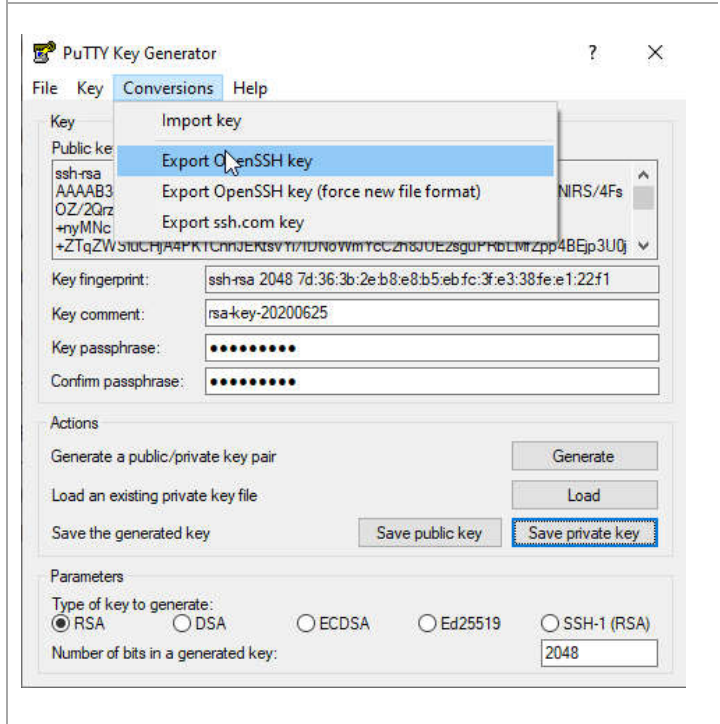 PuTTY Key Generator ?
File Key Conversions Help
Key
Import key
Public ke
Export OpenSSH key
ssh-rsa
AAAAB3
Export OpenSSH key (force new file format)
NIRS/4Fs
OZ/2Qrz
+nyMNc
Export ssh.com key
Key fingerprint: ssh-rsa 2048 7d:36:3b:2e:b8:e8:b5:eb:fc:3f:e3:38:fe:e1:22:f1
Key comment: rsa-key-20200625
Key passphrase: ●●●●●●●●●
Confirm passphrase: ●●●●●●●●●
Actions
Generate a public/private key pair Generate
Load an existing private key file Load
Save the generated key Save public key Save private key
Parameters
Type of key to generate:
RSA DSA ECDSA Ed25519 SSH-1 (RSA)
Number of bits in a generated key: 2048